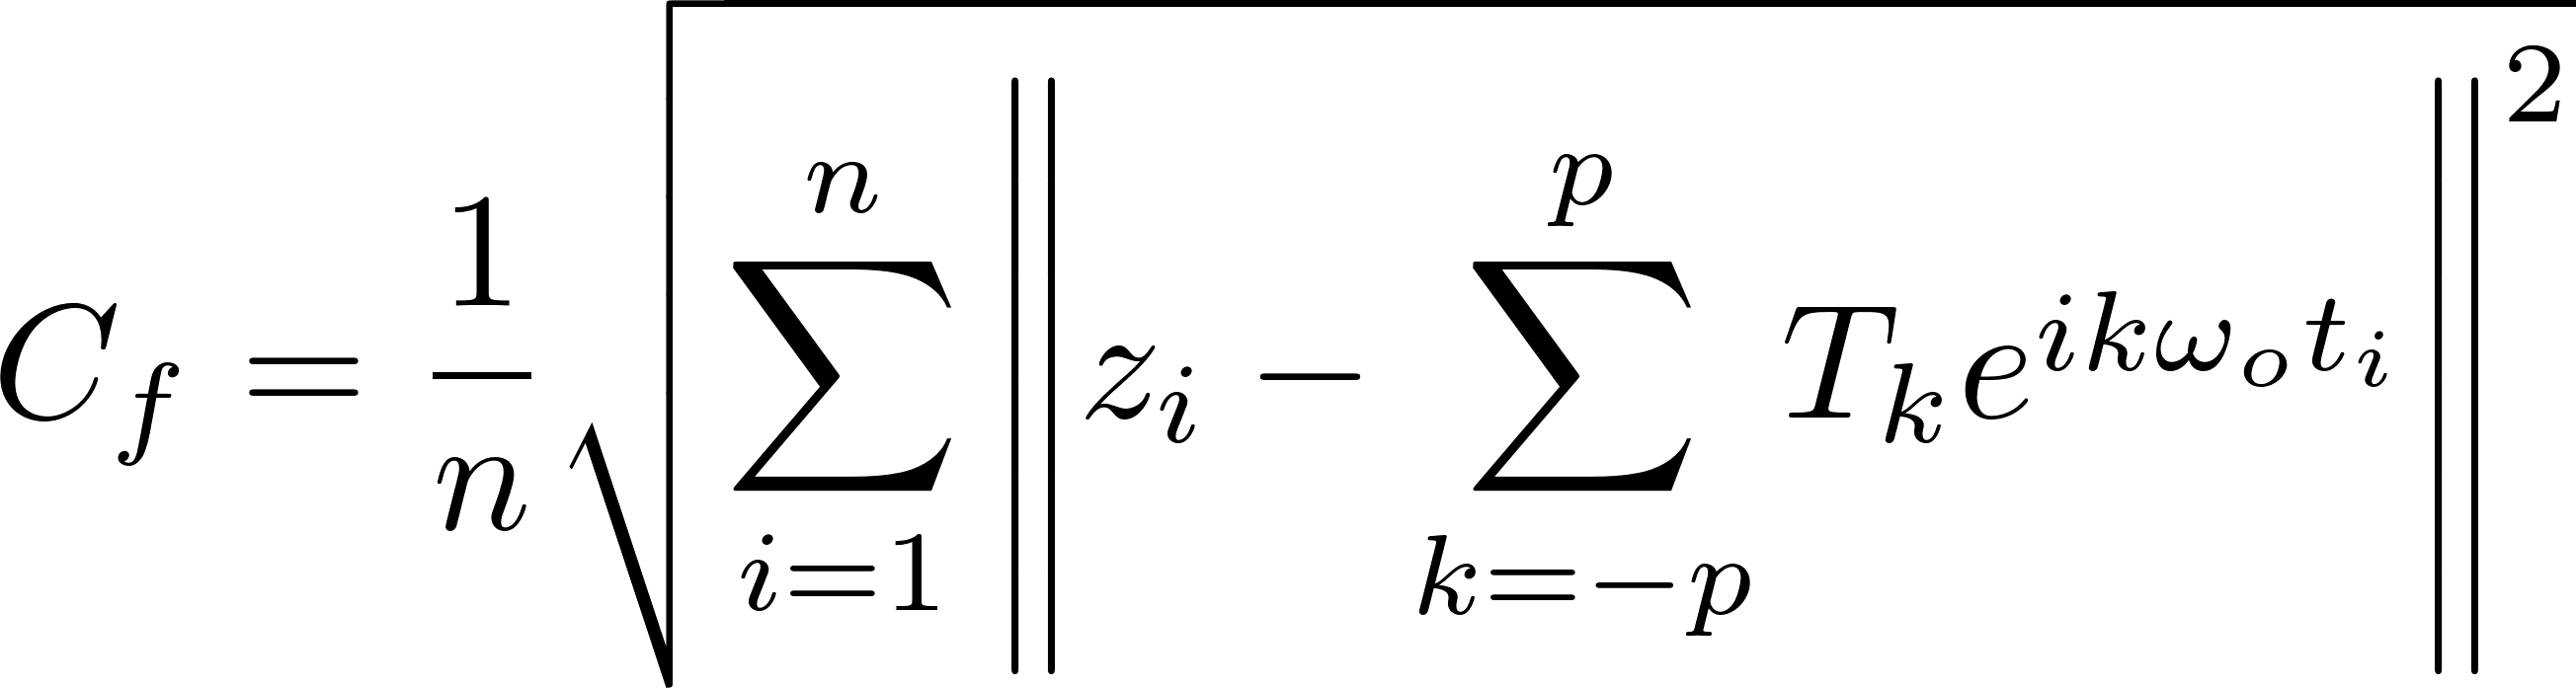 C_f = \frac{1}{n} \sqrt{\sum_{i=1}^{n} \left\| z_i - \sum_{k=-p}^{p} T_k e^{ik\omega_o t_i} \right\|^2}